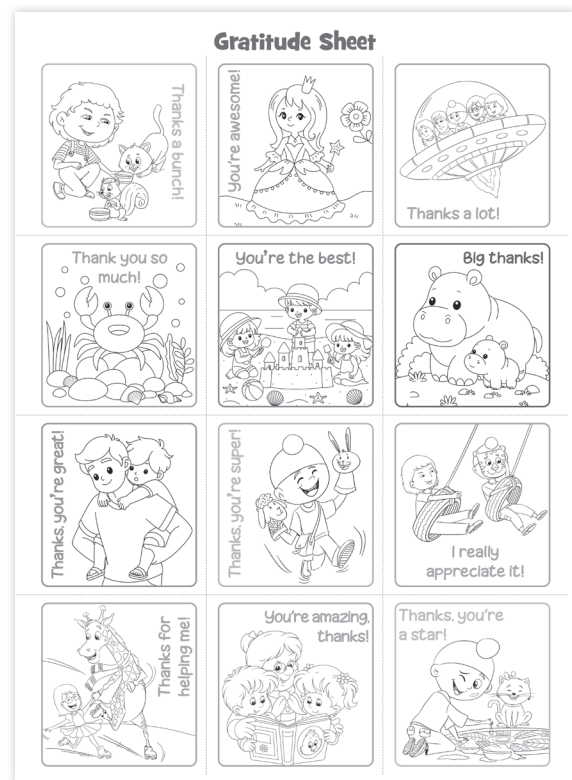 Gratitude Sheet
Thanks a bunch!
You're awesome!
Thanks a lot!
Thank you so
much!
You're the best!
Big thanks!
Thanks, you're great!
Thanks, you're super!
I really
appreciate it!
Thanks for
helping me!
You're amazing,
thanks!
Thanks, you're
a star!